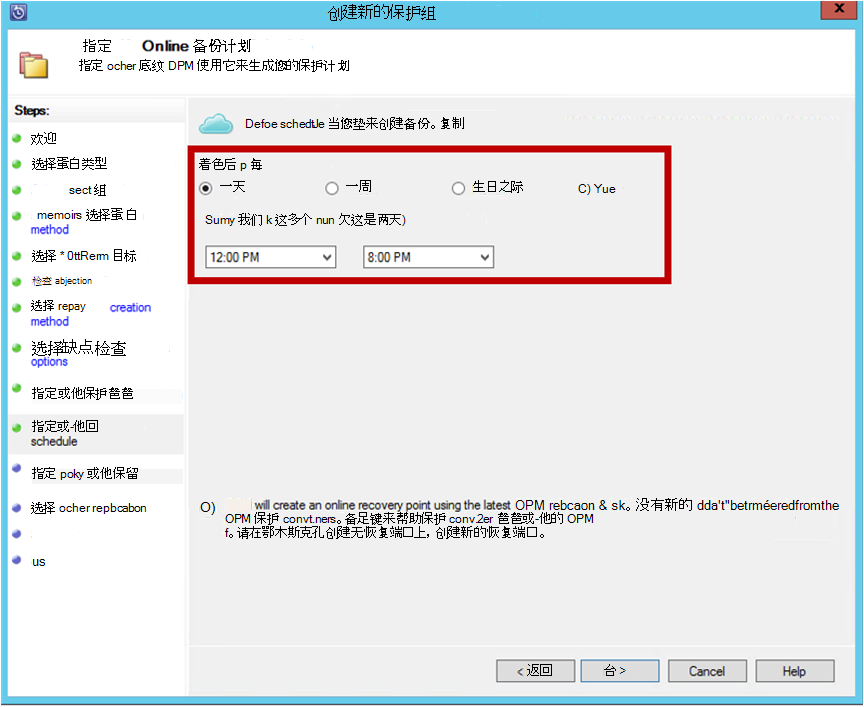 创建新的保护组
指定 Online 备份计划
指定 ocher 底纹 DPM 使用它来生成您的保护计划
Steps:
欢迎
选择蛋白类型
sect 组
memoirs 选择蛋白
method
选择 * 0ttRerm 目标
检查 abjection
选择 repay creation
method
选择缺点检查
options
指定或他保护爸爸
指定或-他回
schedule
指定 poky 或他保留
选择 ocher repbcabon
us
Defoe schedUe 当您垫来创建备份。复制
着色后 p 每
一天 一周 生日之际 C) Yue
Sumy 我们 k 这多个 nun 欠这是两天)
12:00 PM 8:00 PM
O) will create an online recovery point using the latest OPM rebcaon & sk。没有新的 dda't"betrméeredfromthe
OPM 保护 convt.ners。备足键来帮助保护 conv.2er 爸爸或-他的 OPM
f。请在鄂木斯克孔创建无恢复端口上，创建新的恢复端口。
< 返回 台 > Cancel Help